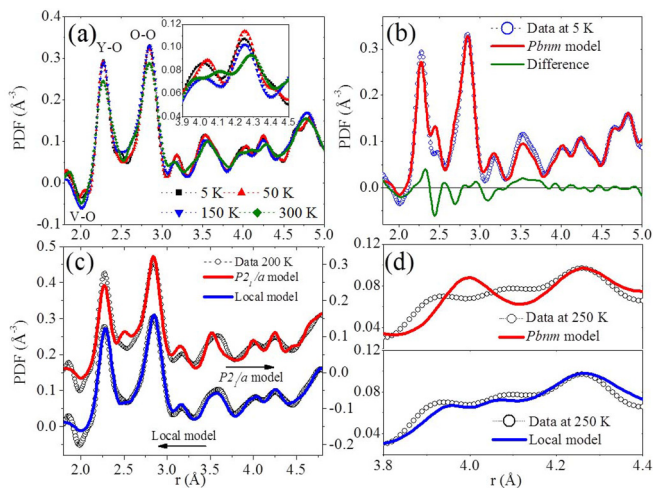 (a)
Y-O
O-O
V-O
PDF (Å⁻³)
0.4
0.3
0.2
0.1
0.0
-0.1
0.12
0.10
0.08
0.06
0.04
3.9 4.0 4.1 4.2 4.3 4.4 4.5
5 K 50 K
150 K 300 K
2.0 2.5 3.0 3.5 4.0 4.5 5.0
(b)
Data at 5 K
Pbnm model
Difference
PDF (Å⁻³)
0.3
0.2
0.1
0.0
2.0 2.5 3.0 3.5 4.0 4.5 5.0
(c)
Data 200 K
P2₁/a model
Local model
PDF (Å⁻³)
0.5
0.4
0.3
0.2
0.1
0.0
0.3
0.2
0.1
0.0
-0.1
-0.2
P2₁/a model
Local model
2.0 2.5 3.0 3.5 4.0 4.5
r (Å)
(d)
0.12
0.08
0.04
Data at 250 K
Pbnm model
0.12
0.08
0.04
Data at 250 K
Local model
3.8 4.0 4.2 4.4
r (Å)